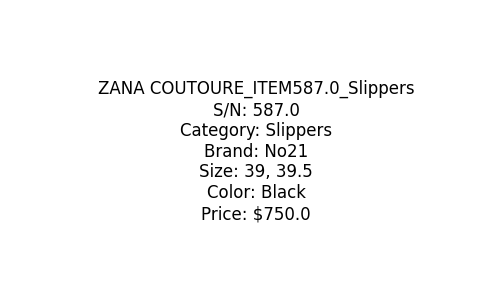 ZANA COUTOURE_ITEM587.0_Slippers
S/N: 587.0
Category: Slippers
Brand: No21
Size: 39, 39.5
Color: Black
Price: $750.0